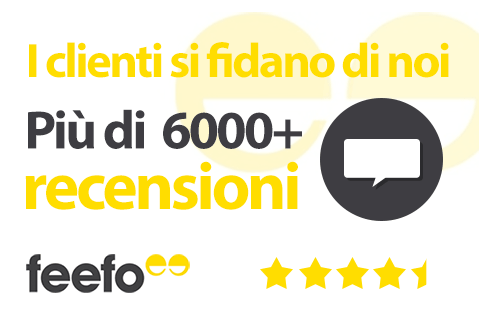 I clienti si fidano di noi
Più di 6000+
recensioni
feefo